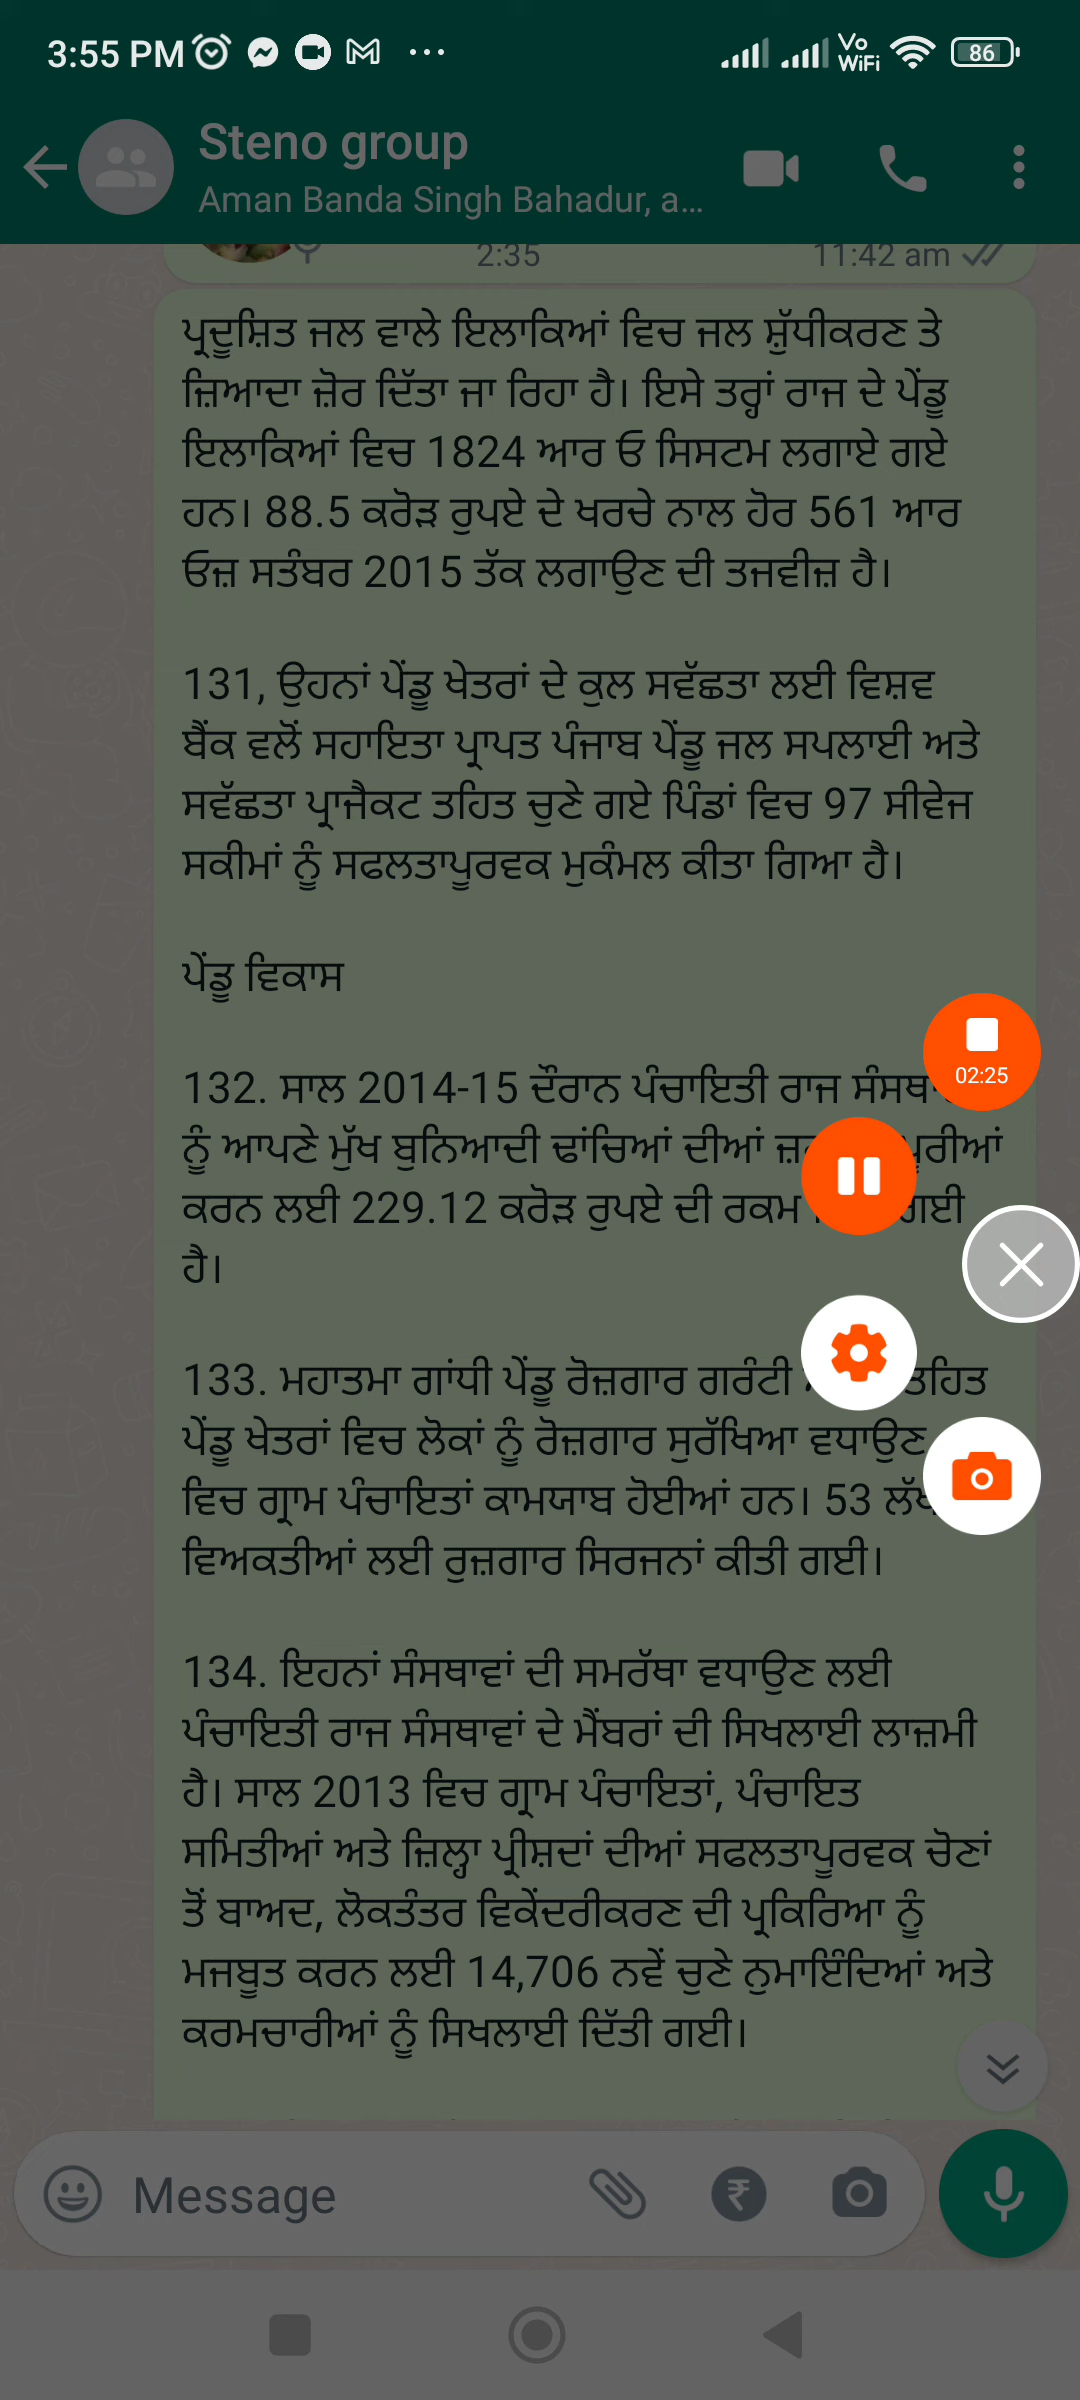 3:55 PM
Vo
WiFi
86
Steno group
Aman Banda Singh Bahadur, a...
2:35 11:42 am
ਪ੍ਰਦੂਸ਼ਿਤ ਜਲ ਵਾਲੇ ਇਲਾਕਿਆਂ ਵਿਚ ਜਲ ਸ਼ੁੱਧੀਕਰਣ ਤੇ
ਜ਼ਿਆਦਾ ਜ਼ੋਰ ਦਿੱਤਾ ਜਾ ਰਿਹਾ ਹੈ। ਇਸੇ ਤਰ੍ਹਾਂ ਰਾਜ ਦੇ ਪੇਂਡੂ
ਇਲਾਕਿਆਂ ਵਿਚ 1824 ਆਰ ਓ ਸਿਸਟਮ ਲਗਾਏ ਗਏ
ਹਨ। 88.5 ਕਰੋੜ ਰੁਪਏ ਦੇ ਖਰਚੇ ਨਾਲ ਹੋਰ 561 ਆਰ
ਓਜ਼ ਸਤੰਬਰ 2015 ਤੱਕ ਲਗਾਉਣ ਦੀ ਤਜਵੀਜ਼ ਹੈ।
131, ਉਹਨਾਂ ਪੇਂਡੂ ਖੇਤਰਾਂ ਦੇ ਕੁਲ ਸਵੱਛਤਾ ਲਈ ਵਿਸ਼ਵ
ਬੈਂਕ ਵਲੋਂ ਸਹਾਇਤਾ ਪ੍ਰਾਪਤ ਪੰਜਾਬ ਪੇਂਡੂ ਜਲ ਸਪਲਾਈ ਅਤੇ
ਸਵੱਛਤਾ ਪ੍ਰਾਜੈਕਟ ਤਹਿਤ ਚੁਣੇ ਗਏ ਪਿੰਡਾਂ ਵਿਚ 97 ਸੀਵੇਜ
ਸਕੀਮਾਂ ਨੂੰ ਸਫਲਤਾਪੂਰਵਕ ਮੁਕੰਮਲ ਕੀਤਾ ਗਿਆ ਹੈ।
ਪੇਂਡੂ ਵਿਕਾਸ
02:25
132. ਸਾਲ 2014-15 ਦੌਰਾਨ ਪੰਚਾਇਤੀ ਰਾਜ
ਨੂੰ ਆਪਣੇ ਮੁੱਖ ਬੁਨਿਆਦੀ ਢਾਂਚਿਆਂ ਦੀਆਂ
ਕਰਨ ਲਈ 229.12 ਕਰੋੜ ਰੁਪਏ ਦੀ ਰਕਮ ਗਈ
ਹੈ।
133. ਮਹਾਤਮਾ ਗਾਂਧੀ ਪੇਂਡੂ ਰੋਜ਼ਗਾਰ ਗਰੰਟੀ ਤਹਿਤ
ਪੇਂਡੂ ਖੇਤਰਾਂ ਵਿਚ ਲੋਕਾਂ ਨੂੰ ਰੋਜ਼ਗਾਰ ਸੁਰੱਖਿਆ ਵਧਾਉਣ
ਵਿਚ ਗ੍ਰਾਮ ਪੰਚਾਇਤਾਂ ਕਾਮਯਾਬ ਹੋਈਆਂ ਹਨ। 53
ਵਿਅਕਤੀਆਂ ਲਈ ਰੁਜ਼ਗਾਰ ਸਿਰਜਨਾਂ ਕੀਤੀ ਗਈ।
134. ਇਹਨਾਂ ਸੰਸਥਾਵਾਂ ਦੀ ਸਮਰੱਥਾ ਵਧਾਉਣ ਲਈ
ਪੰਚਾਇਤੀ ਰਾਜ ਸੰਸਥਾਵਾਂ ਦੇ ਮੈਂਬਰਾਂ ਦੀ ਸਿਖਲਾਈ ਲਾਜ਼ਮੀ
ਹੈ। ਸਾਲ 2013 ਵਿਚ ਗ੍ਰਾਮ ਪੰਚਾਇਤਾਂ, ਪੰਚਾਇਤ
ਸਮਿਤੀਆਂ ਅਤੇ ਜ਼ਿਲ੍ਹਾ ਪ੍ਰੀਸ਼ਦਾਂ ਦੀਆਂ ਸਫਲਤਾਪੂਰਵਕ ਚੋਣਾਂ
ਤੋਂ ਬਾਅਦ, ਲੋਕਤੰਤਰ ਵਿਕੇਂਦਰੀਕਰਣ ਦੀ ਪ੍ਰਕਿਰਿਆ ਨੂੰ
ਮਜਬੂਤ ਕਰਨ ਲਈ 14,706 ਨਵੇਂ ਚੁਣੇ ਨੁਮਾਇੰਦਿਆਂ ਅਤੇ
ਕਰਮਚਾਰੀਆਂ ਨੂੰ ਸਿਖਲਾਈ ਦਿੱਤੀ ਗਈ।
Message